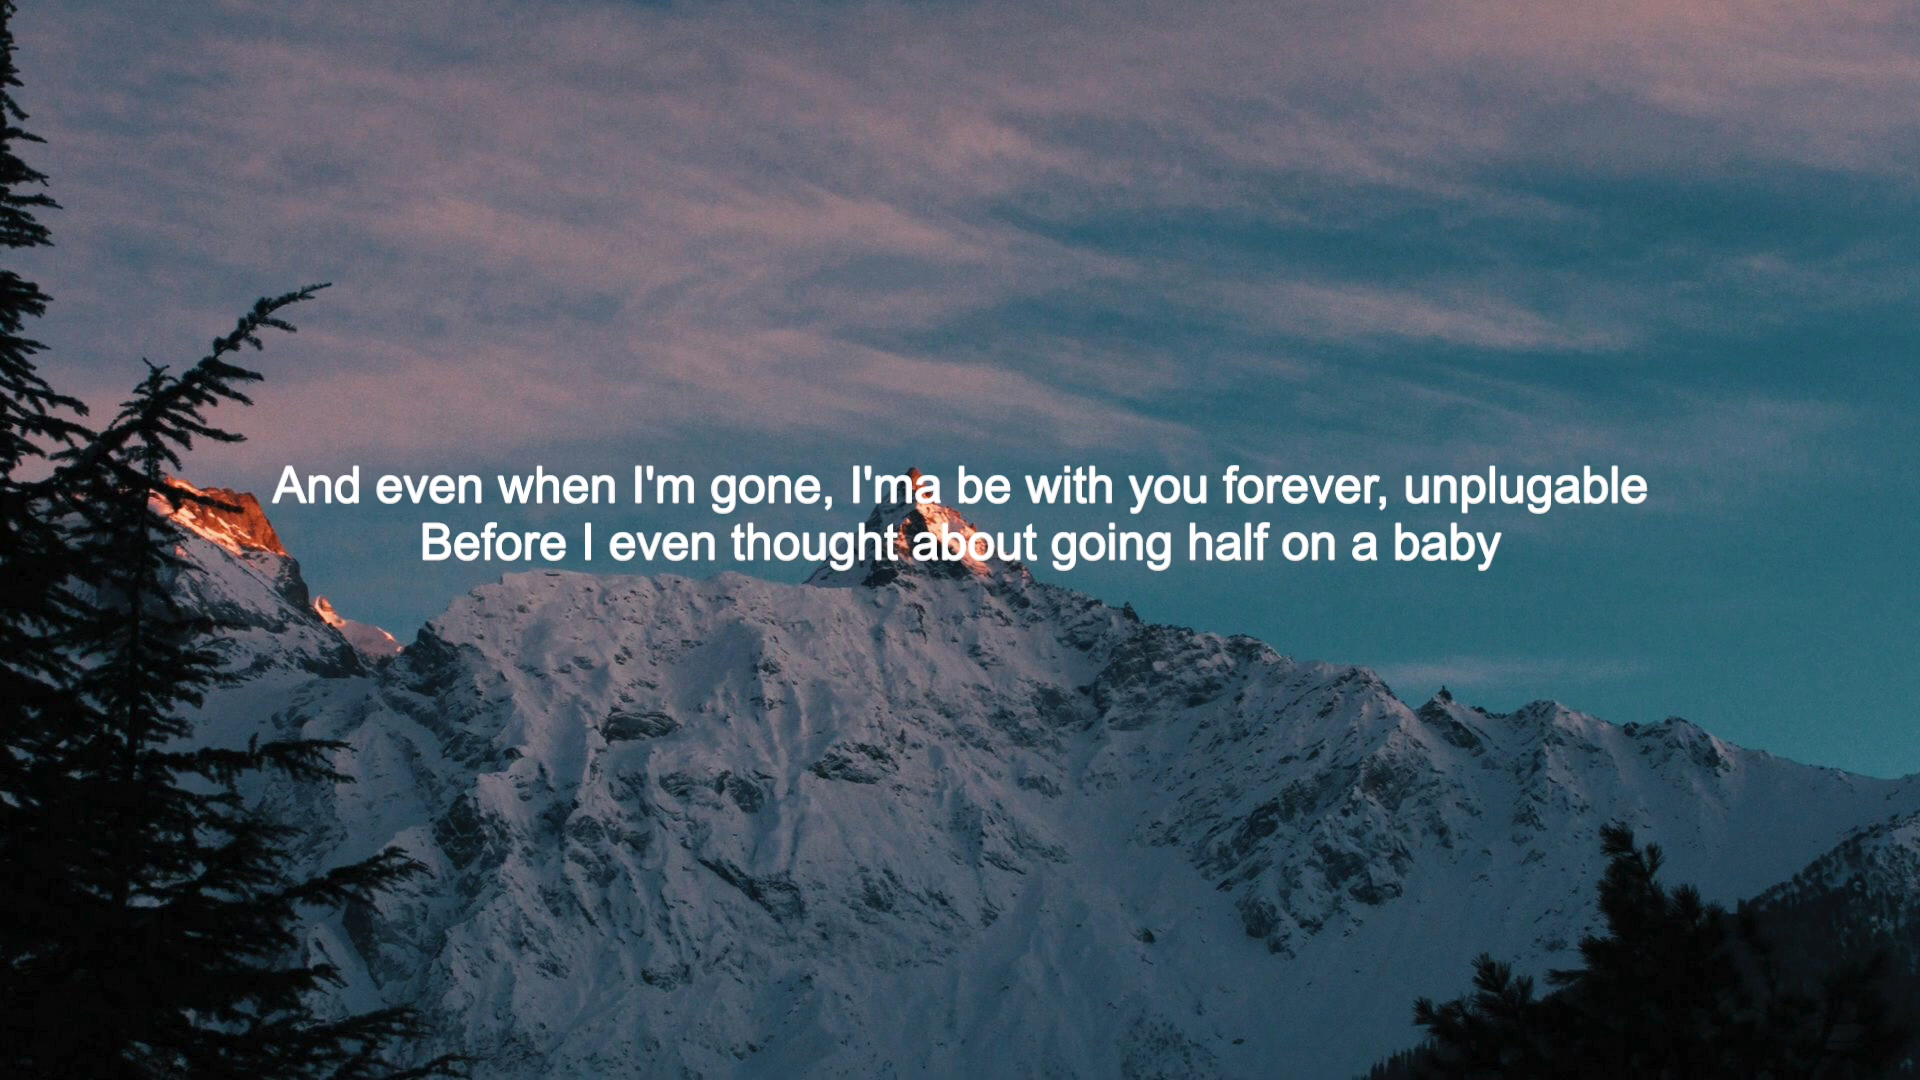 And even when I'm gone, I'ma be with you forever, unplugable
Before I even thought about going half on a baby